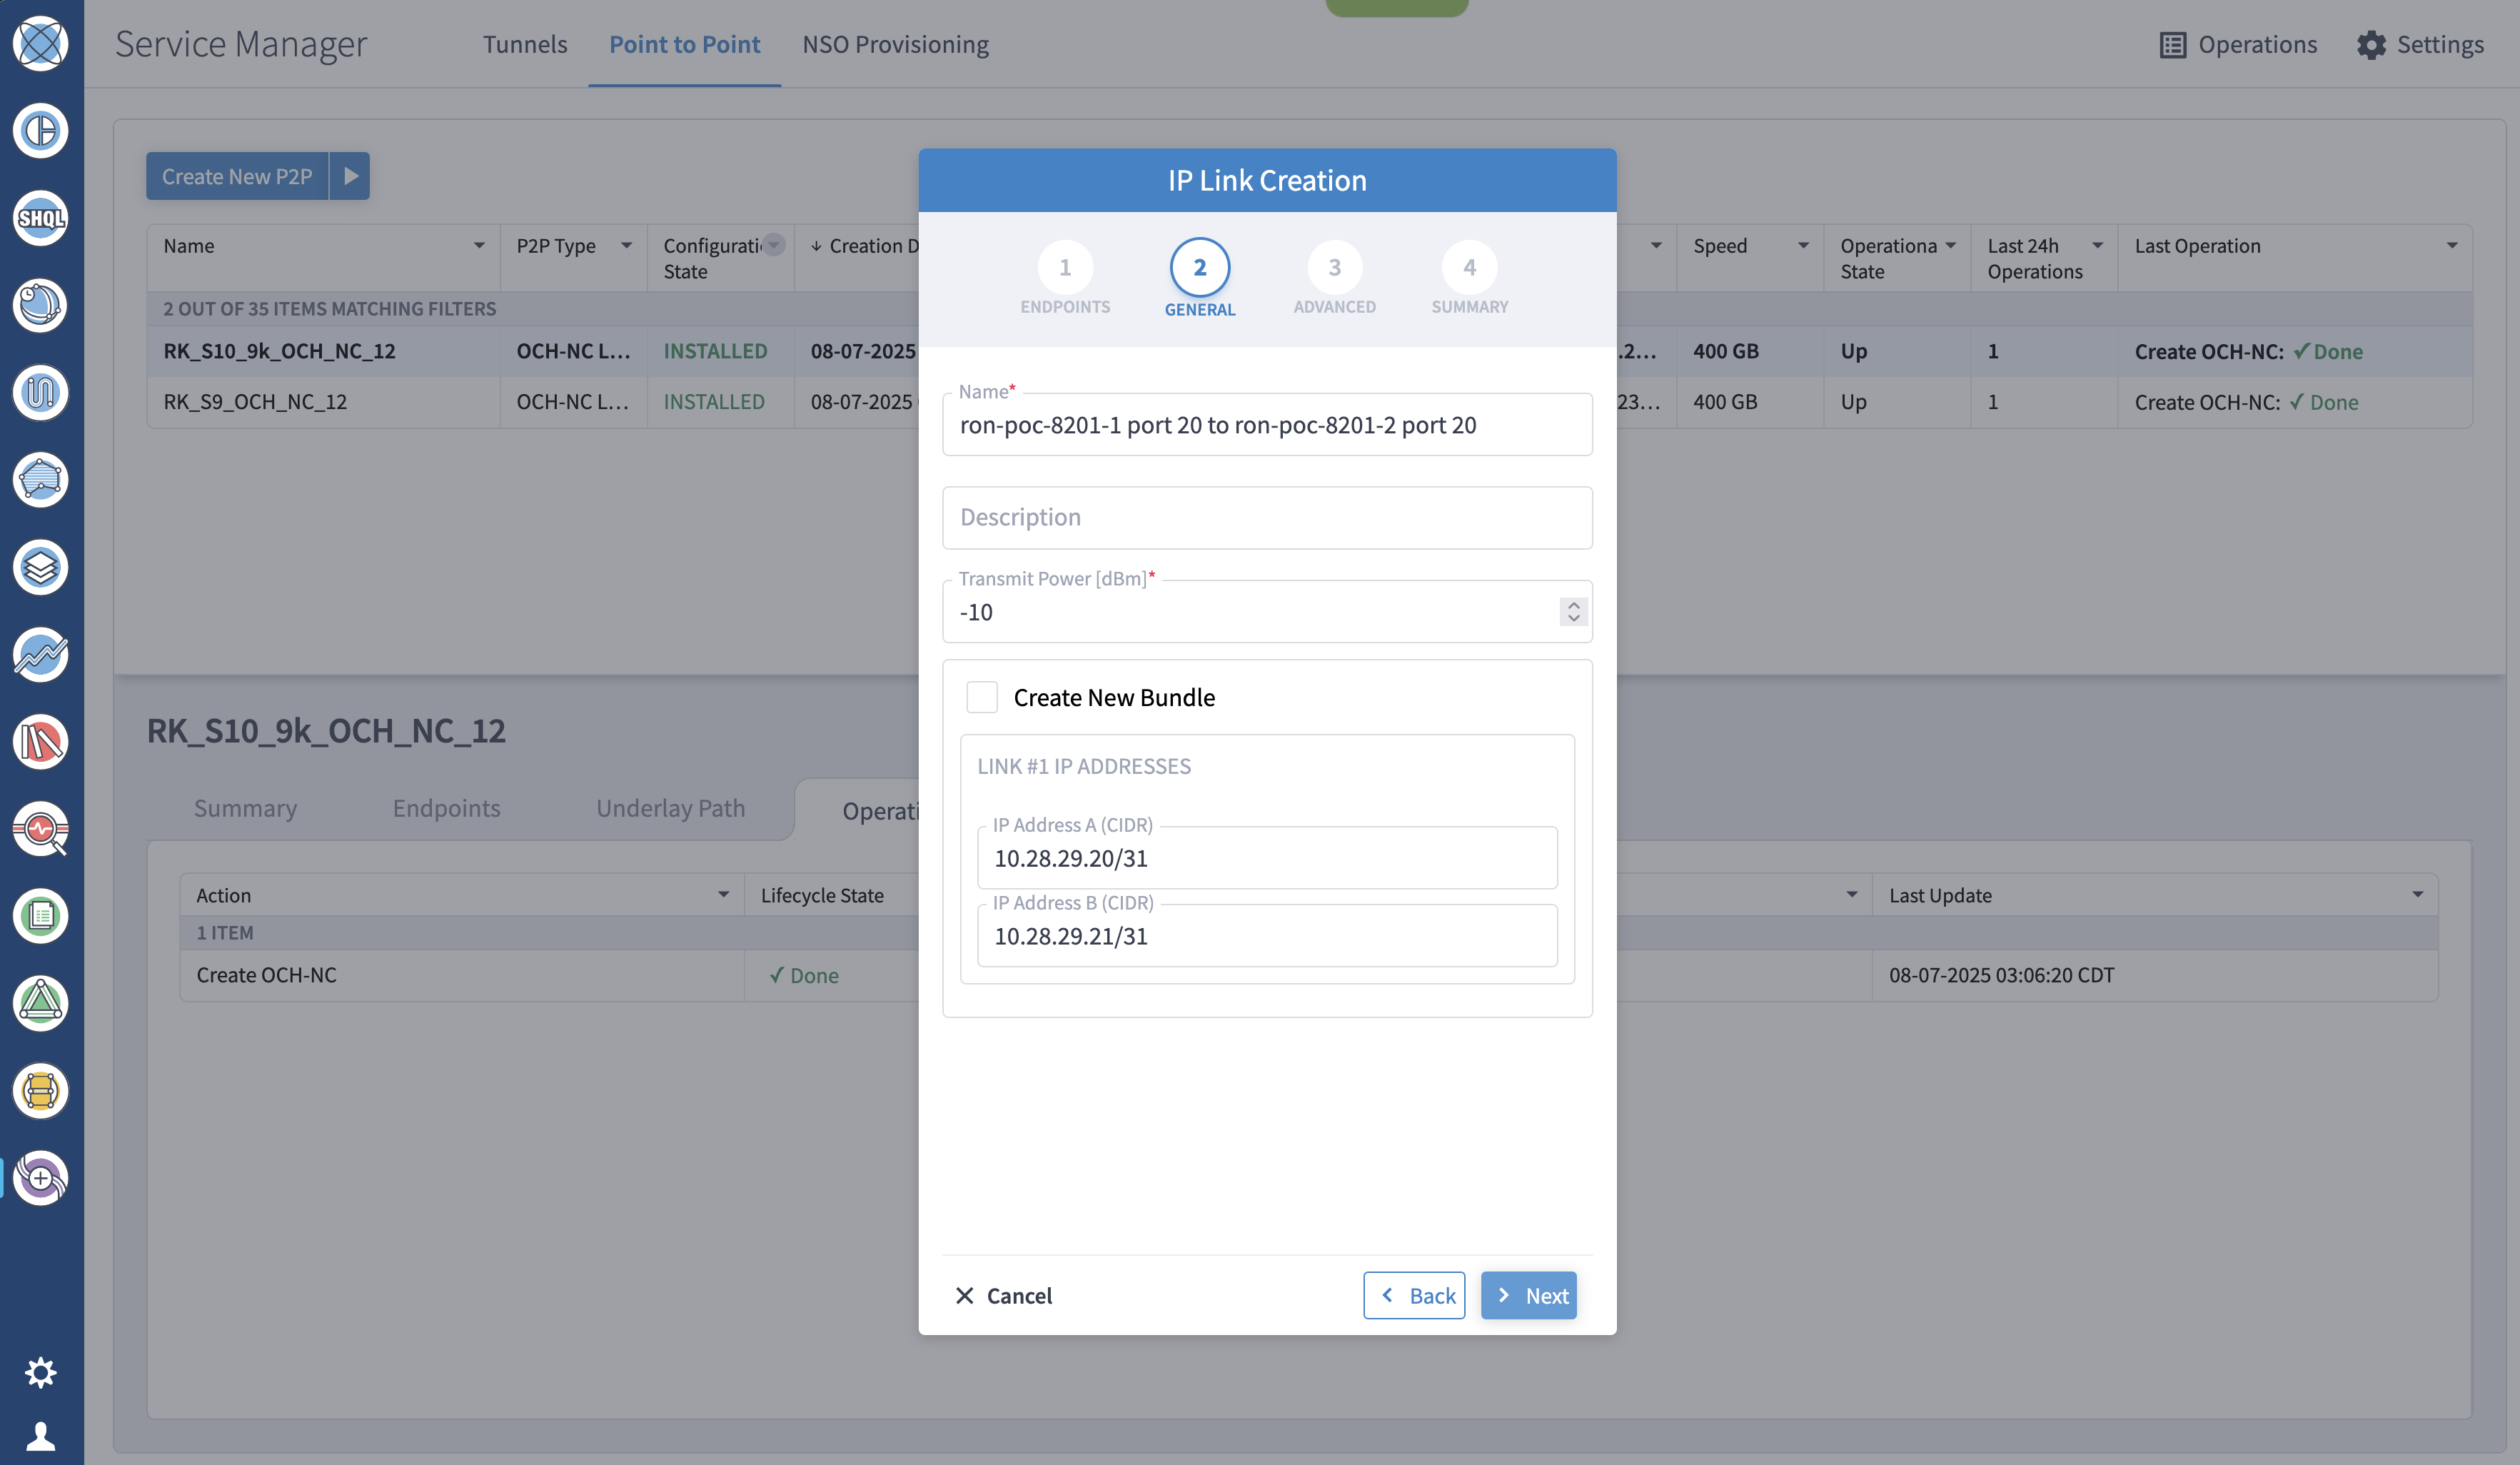 Service Manager
Tunnels
Point to Point
NSO Provisioning
Operations
Settings
SHQL
Create New P2P
Name
P2P Type
Configurati
State
Creation D
Speed
Operationa
State
Last 24h
Operations
Last Operation
2 OUT OF 35 ITEMS MATCHING FILTERS
RK_S10_9k_OCH_NC_12
OCH-NC L...
INSTALLED
08-07-2025
.2...
400 GB
Up
1
Create OCH-NC: ✓ Done
RK_S9_OCH_NC_12
OCH-NC L...
INSTALLED
08-07-2025
23...
400 GB
Up
1
Create OCH-NC: ✓ Done
RK_S10_9k_OCH_NC_12
Summary
Endpoints
Underlay Path
Operati
Action
Lifecycle State
Last Update
1 ITEM
Create OCH-NC
✓ Done
08-07-2025 03:06:20 CDT
IP Link Creation
1
ENDPOINTS
2
GENERAL
3
ADVANCED
4
SUMMARY
Name*
ron-poc-8201-1 port 20 to ron-poc-8201-2 port 20
Description
Transmit Power [dBm]*
-10
Create New Bundle
LINK #1 IP ADDRESSES
IP Address A (CIDR)
10.28.29.20/31
IP Address B (CIDR)
10.28.29.21/31
Cancel
Back
Next